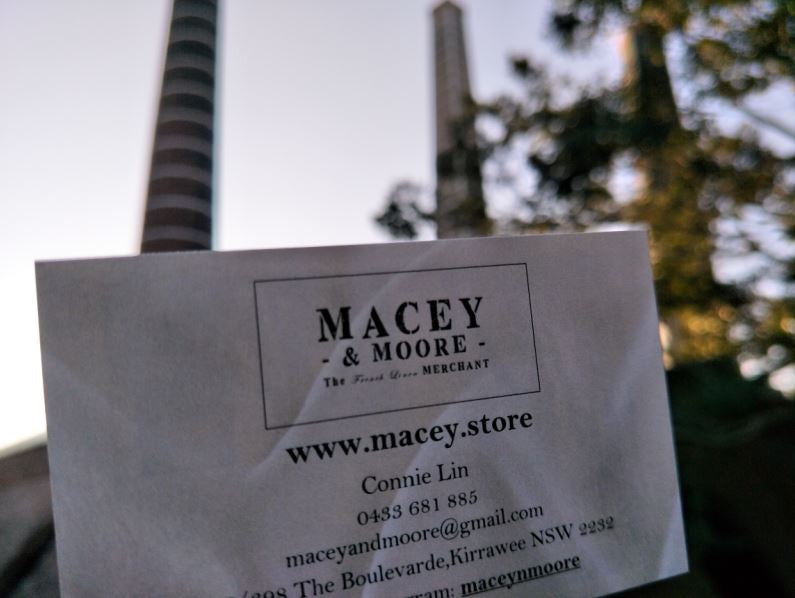 MACEY
- & MOORE -
The French Linen MERCHANT
www.macey.store
Connie Lin
0433 681 885
maceyandmoore@gmail.com
The Boulevarde,Kirrawee NSW 2232
maceynmoore